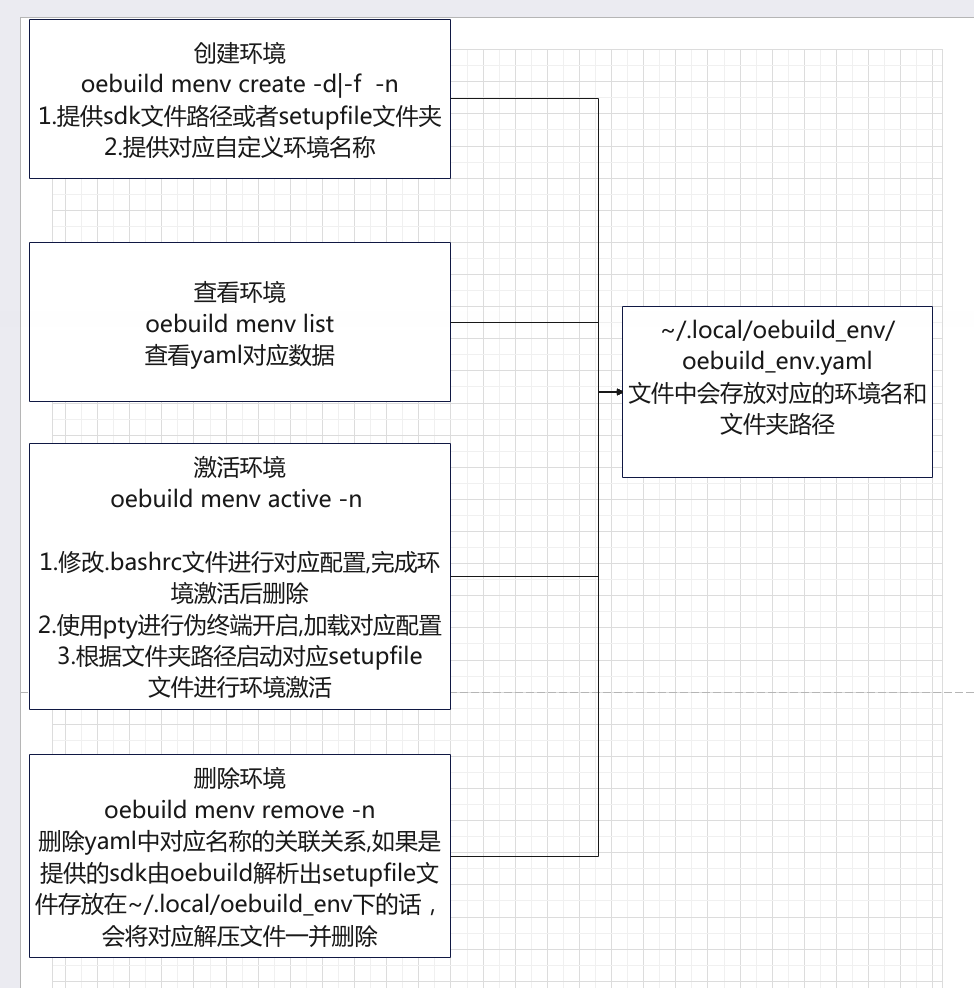 创建环境
oebuild menv create -d|-f  -n
1.提供sdk文件路径或者setupfile文件夹
2.提供对应自定义环境名称
查看环境
oebuild menv list
查看yaml对应数据
~/.local/oebuild_env/
oebuild_env.yaml
文件中会存放对应的环境名和
文件夹路径
激活环境
oebuild menv active -n
1.修改.bashrc文件进行对应配置,完成环
境激活后删除
2.使用pty进行伪终端开启,加载对应配置
3.根据文件夹路径启动对应setupfile
文件进行环境激活
删除环境
oebuild menv remove -n
删除yaml中对应名称的关联关系,如果是
提供的sdk由oebuild解析出setupfile文
件存放在~/.local/oebuild_env下的话，
会将对应解压文件一并删除